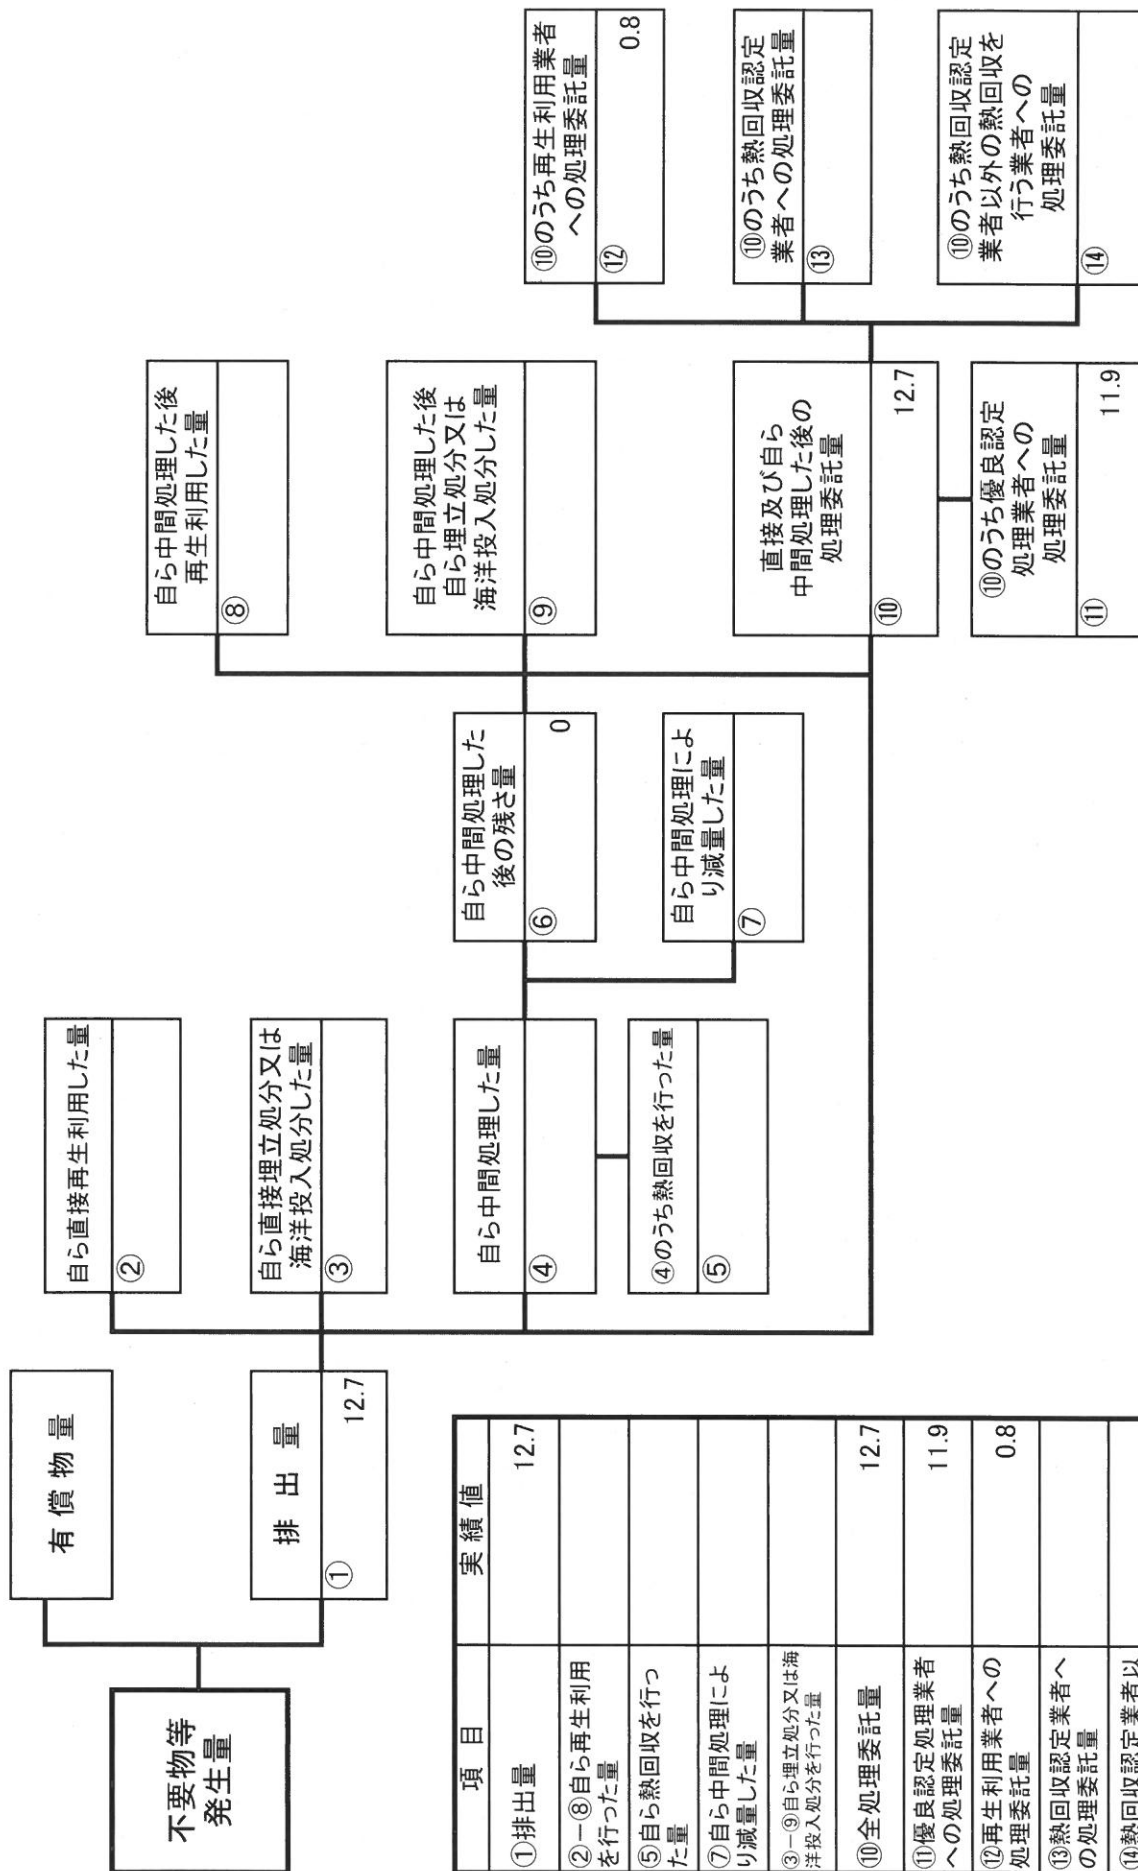 不要物等
発生量
有 償 物 量
排 出 量
①
12.7
自ら直接再生利用した量
②
自ら直接埋立処分又は
海洋投入処分した量
③
自ら中間処理した量
④
④のうち熱回収を行った量
⑤
自ら中間処理した
後の残さ量
⑥
0
自ら中間処理によ
り減量した量
⑦
自ら中間処理した後
再生利用した量
⑧
自ら中間処理した後
自ら埋立処分又は
海洋投入処分した量
⑨
直接及び自ら
中間処理した後の
処理委託量
⑩
12.7
⑩のうち優良認定
処理業者への
処理委託量
⑪
11.9
⑩のうち再生利用業者
への処理委託量
⑫
0.8
⑩のうち熱回収認定
業者への処理委託量
⑬
⑩のうち熱回収認定
業者以外の熱回収を
行う業者への
処理委託量
⑭
項 目
実 績 値
①排出量
12.7
②-⑧自ら再生利用
を行った量
⑤自ら熱回収を行っ
た量
⑦自ら中間処理によ
り減量した量
③-⑨自ら埋立処分又は海
洋投入処分を行った量
⑩全処理委託量
12.7
⑪優良認定処理業者
への処理委託量
11.9
⑫再生利用業者への
処理委託量
0.8
⑬熱回収認定業者へ
の処理委託量
⑭熱回収認定業者以